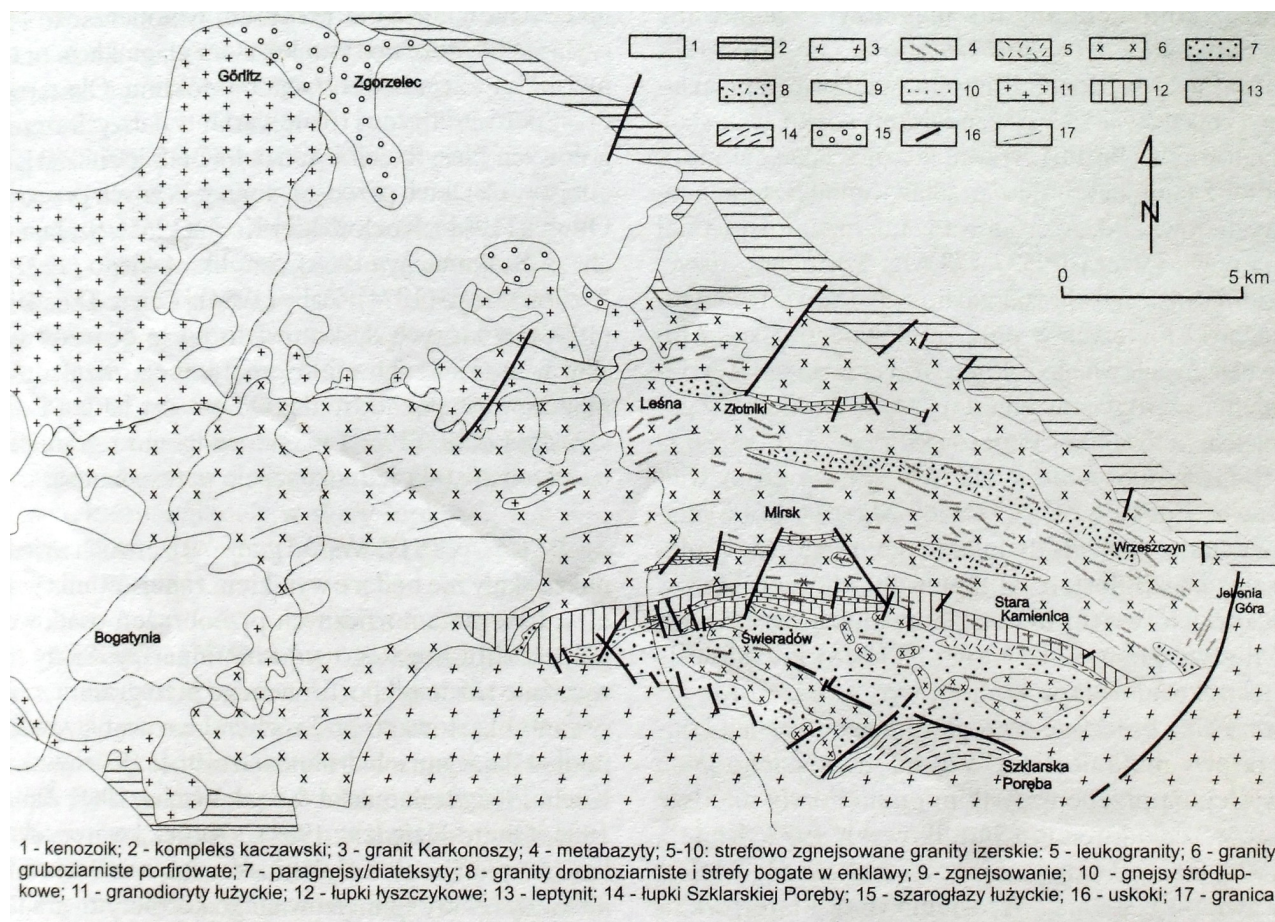 Görlitz
Zgorzelec
1 2 3 4 5 6 7
8 9 10 11 12 13
14 15 16 17
N
0 5 km
Leśna
Złotniki
Mirsk
Wrzeszczyn
Jelenia
Góra
Stara
Kamienica
Bogatynia
Świeradów
Szklarska
Poręba
1 - kenozoik; 2 - kompleks kaczawski; 3 - granit Karkonoszy; 4 - metabazyty; 5-10: strefowo zgnejsowane granity izerskie: 5 - leukogranity; 6 - granity
gruboziarniste porfirowate; 7 - paragnejsy/diateksyty; 8 - granity drobnoziarniste i strefy bogate w enklawy; 9 - zgnejsowanie; 10 - gnejsy śródłup-
kowe; 11 - granodioryty łużyckie; 12 - łupki łyszczykowe; 13 - leptynit; 14 - łupki Szklarskiej Poręby; 15 - szarogłazy łużyckie; 16 - uskoki; 17 - granica